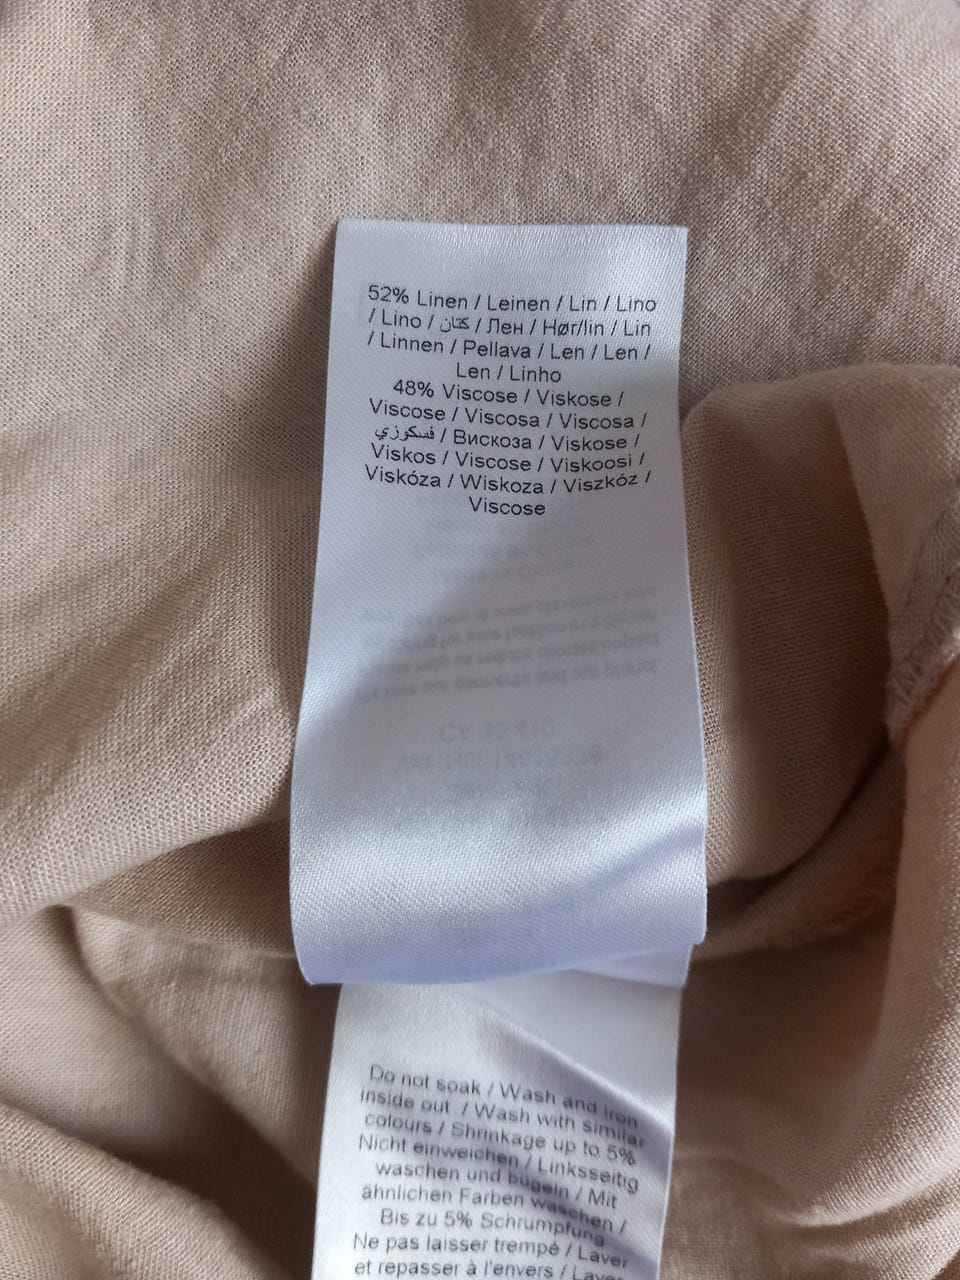 52% Linen / Leinen / Lin / Lino
/ Lino / كتان / Лен / Hør/lin / Lin
/ Linnen / Pellava / Len / Len /
Len / Linho
48% Viscose / Viskose /
Viscose / Viscosa / Viscosa /
فسكوزي / Вискоза / Viskose /
Viskos / Viscose / Viskoosi /
Viskóza / Wiskoza / Viszkóz /
Viscose
Do not soak / Wash and iron
inside out / Wash with similar
colours / Shrinkage up to 5%
Nicht einweichen / Linksseitig
waschen und bügeln / Mit
ähnlichen Farben waschen /
Bis zu 5% Schrumpfung
Ne pas laisser trempé / Laver
et repasser à l'envers / Laver